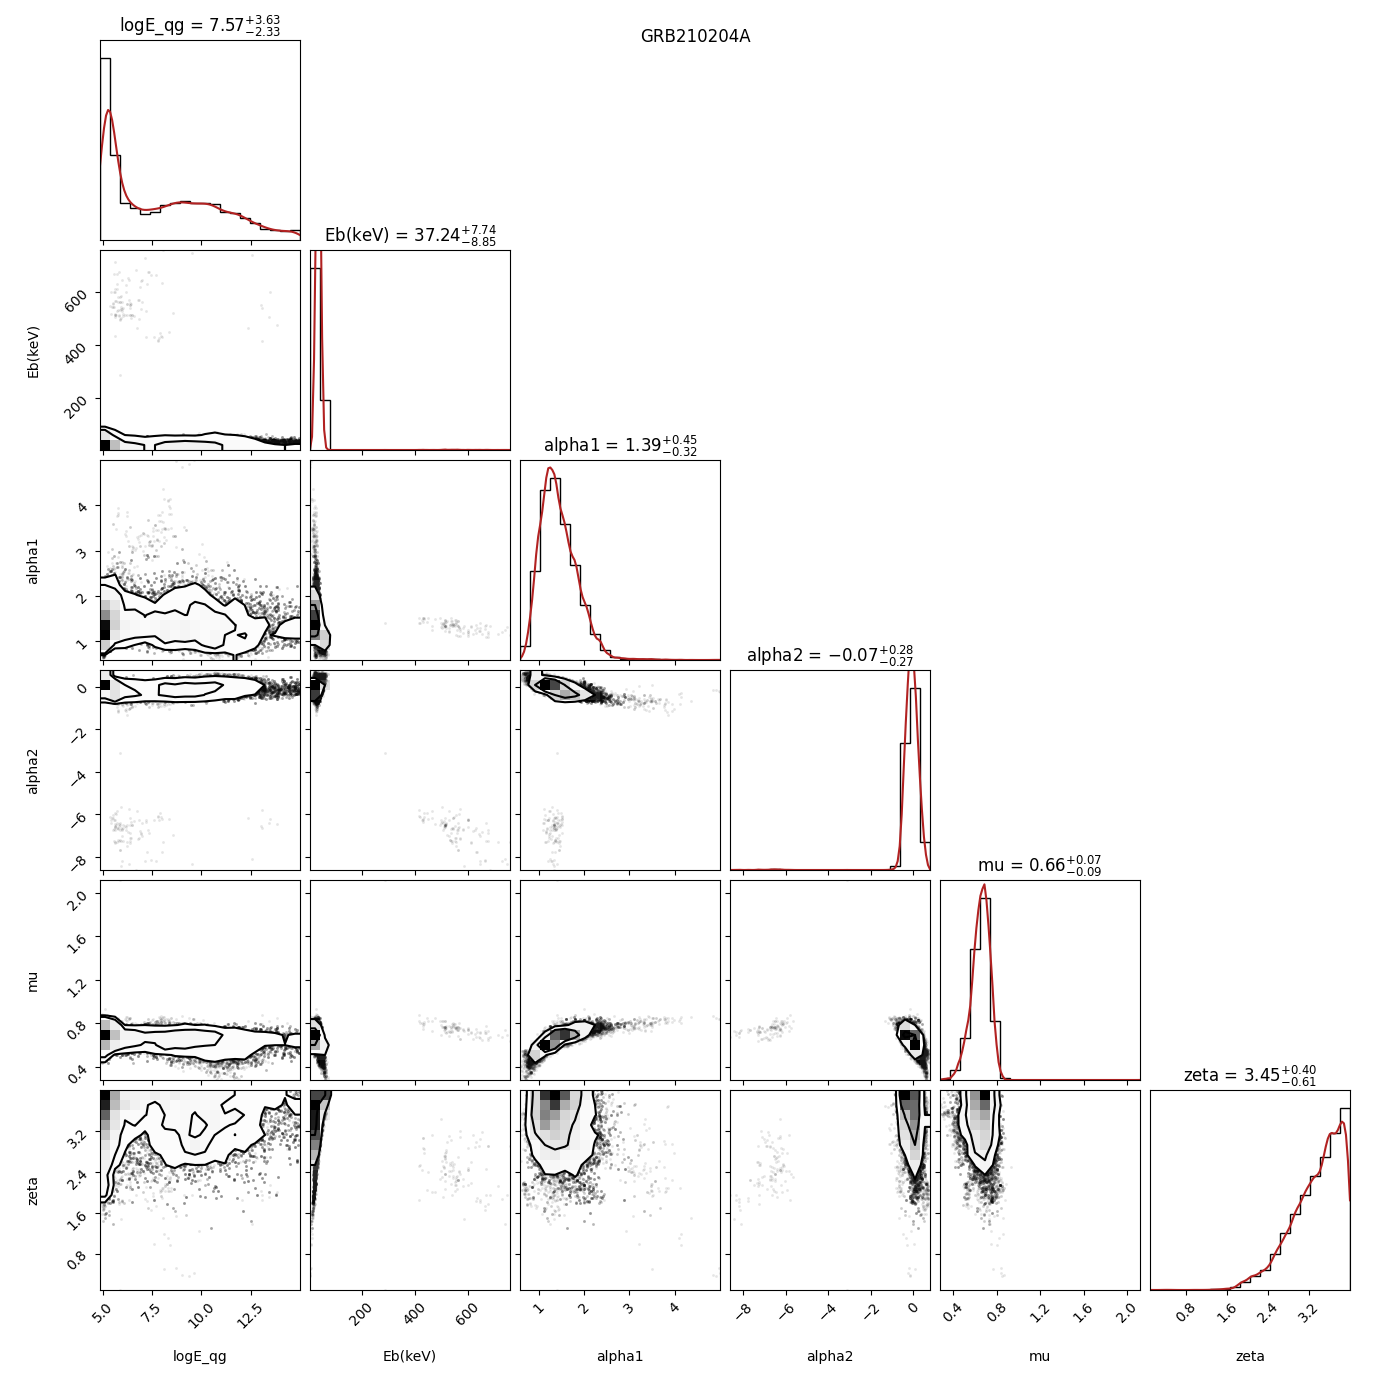 GRB210204A
logE_qg = 7.57^{+3.63}_{-2.33}
Eb(keV) = 37.24^{+7.74}_{-8.85}
Eb(keV)
600
400
200
alpha1 = 1.39^{+0.45}_{-0.32}
alpha1
4
3
2
1
alpha2 = −0.07^{+0.28}_{-0.27}
alpha2
0
−2
−4
−6
−8
mu = 0.66^{+0.07}_{-0.09}
mu
2.0
1.6
1.2
0.8
0.4
zeta = 3.45^{+0.40}_{-0.61}
zeta
3.2
2.4
1.6
0.8
5.0 7.5 10.0 12.5 200 400 600 1 2 3 4 −8 −6 −4 −2 0 0.4 0.8 1.2 1.6 2.0 0.8 1.6 2.4 3.2
logE_qg Eb(keV) alpha1 alpha2 mu zeta